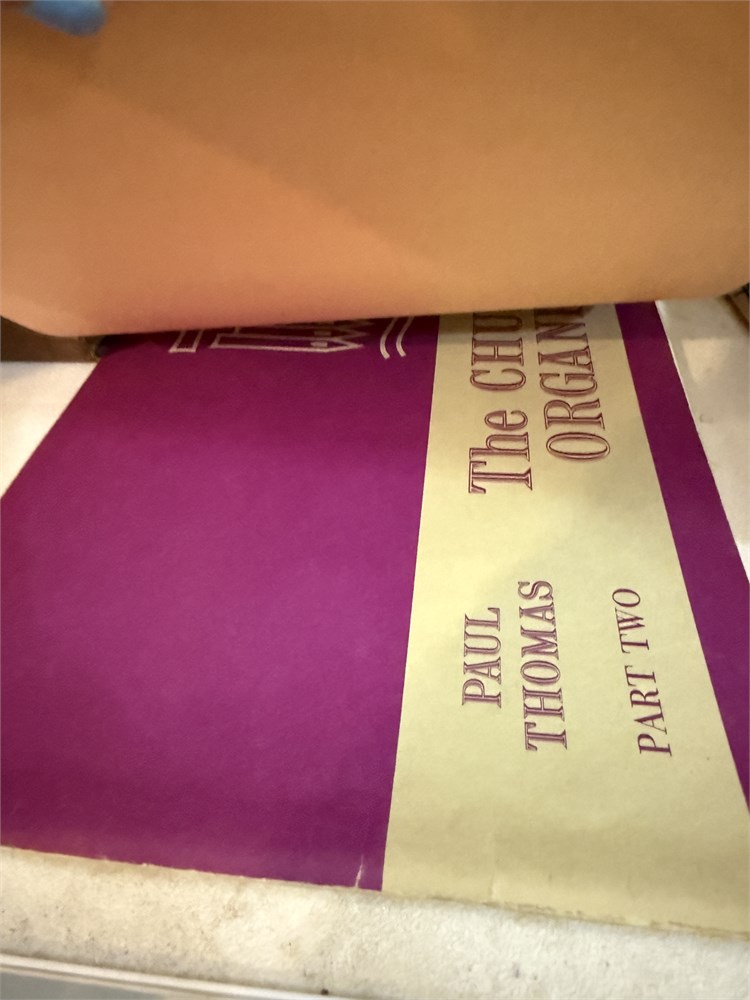 The CHU
ORGAN
PAUL
THOMAS
PART TWO